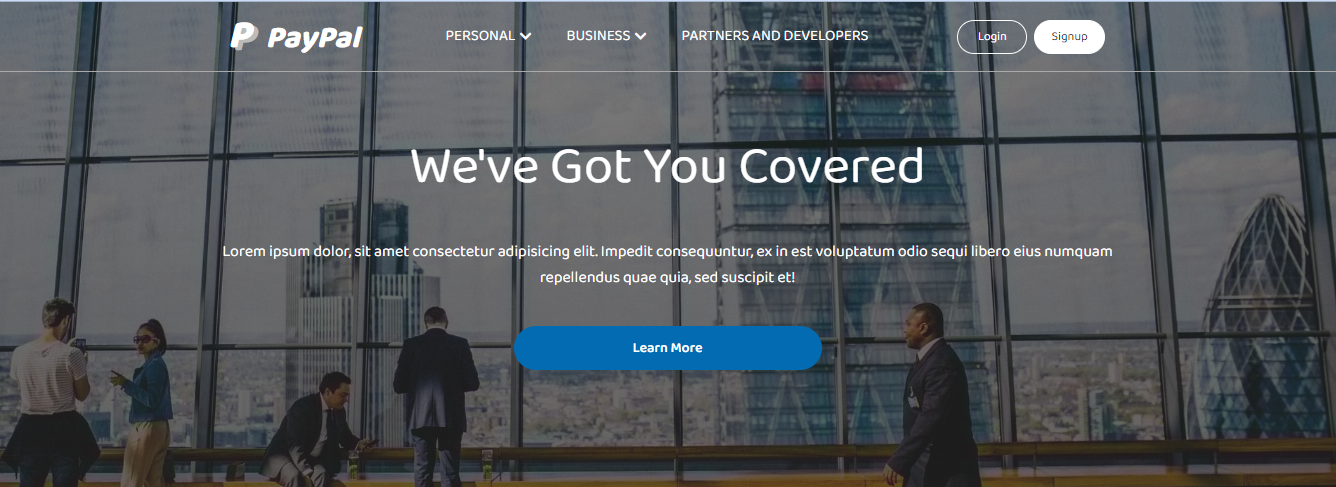 PayPal PERSONAL BUSINESS PARTNERS AND DEVELOPERS Login Signup
We've Got You Covered
Lorem ipsum dolor, sit amet consectetur adipisicing elit. Impedit consequuntur, ex in est voluptatum odio sequi libero eius numquam
repellendus quae quia, sed suscipit et!
Learn More